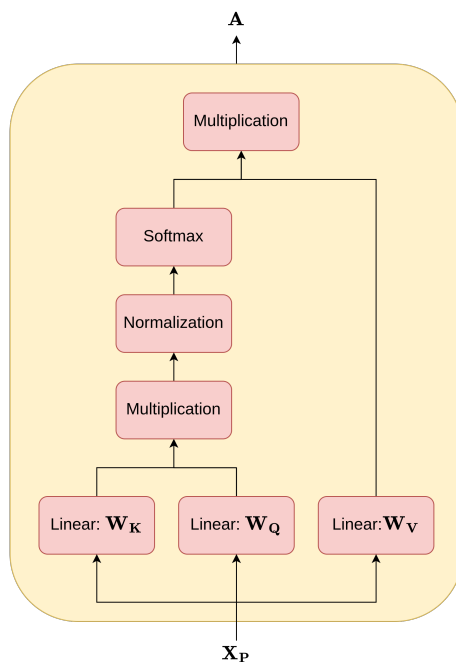 A
Multiplication
Softmax
Normalization
Multiplication
Linear: W_K
Linear: W_Q
Linear:W_V
X_P